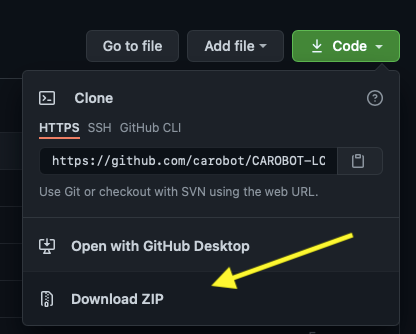 Go to file Add file Code
Clone
HTTPS SSH GitHub CLI
https://github.com/carobot/CAROBOT-LC
Use Git or checkout with SVN using the web URL.
Open with GitHub Desktop
Download ZIP